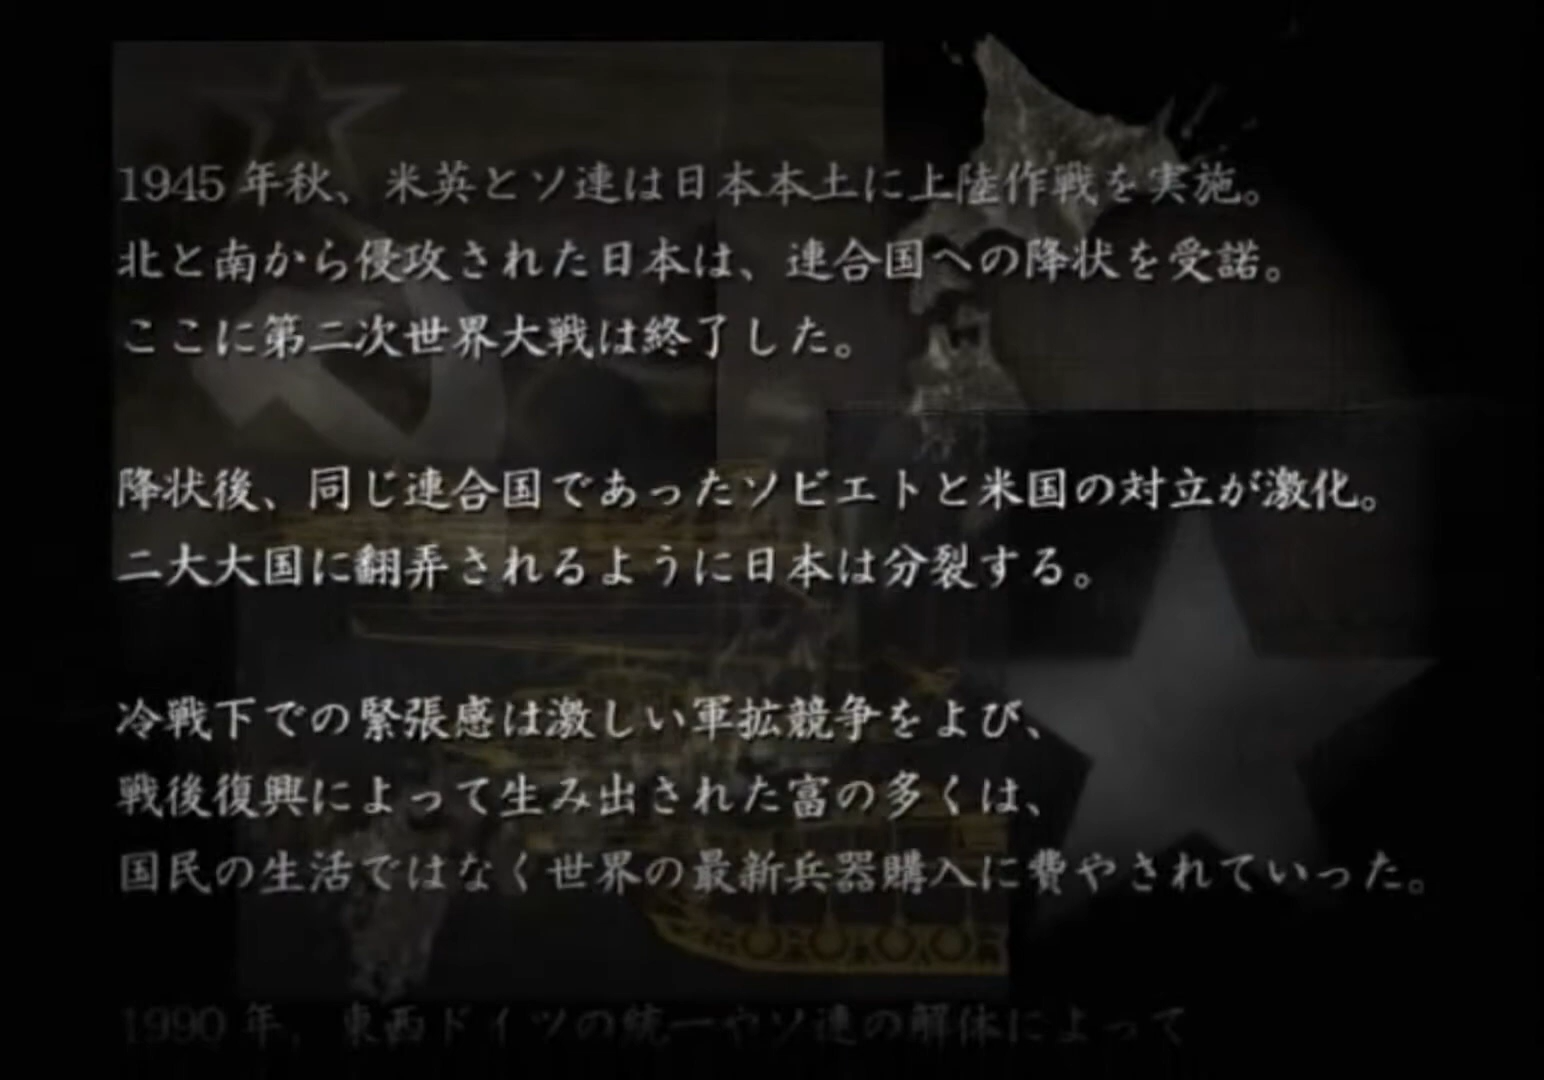 1945年秋、米英とソ連は日本本土に上陸作戦を実施。
北と南から侵攻された日本は、連合国への降状を受諾。
ここに第二次世界大戦は終了した。
降状後、同じ連合国であったソビエトと米国の対立が激化。
二大大国に翻弄されるように日本は分裂する。
冷戦下での緊張感は激しい軍拡競争をよび、
戦後復興によって生み出された富の多くは、
国民の生活ではなく世界の最新兵器購入に費やされていった。
1990年、東西ドイツの統一やソ連の解体によって